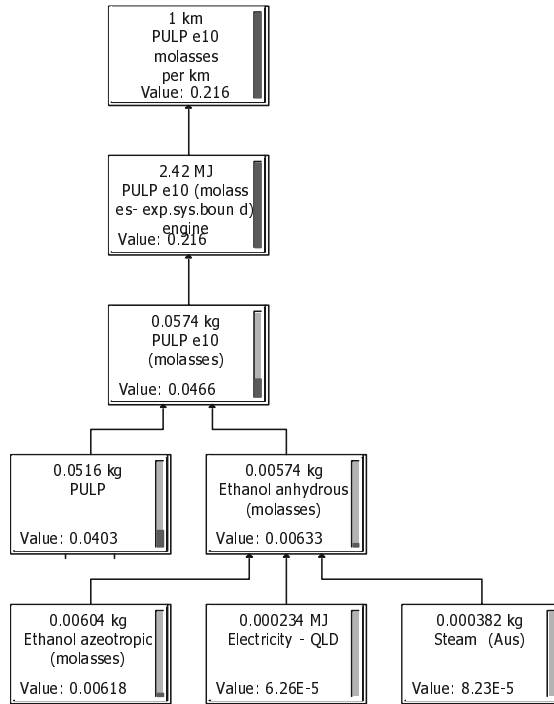 1 km
PULP e10
molasses
per km
Value: 0.216
2.42 MJ
PULP e10 (molass
es- exp.sys.boun d)
engine
Value: 0.216
0.0574 kg
PULP e10
(molasses)
Value: 0.0466
0.0516 kg
PULP
Value: 0.0403
0.00574 kg
Ethanol anhydrous
(molasses)
Value: 0.00633
0.00604 kg
Ethanol azeotropic
(molasses)
Value: 0.00618
0.000234 MJ
Electricity - QLD
Value: 6.26E-5
0.000382 kg
Steam (Aus)
Value: 8.23E-5